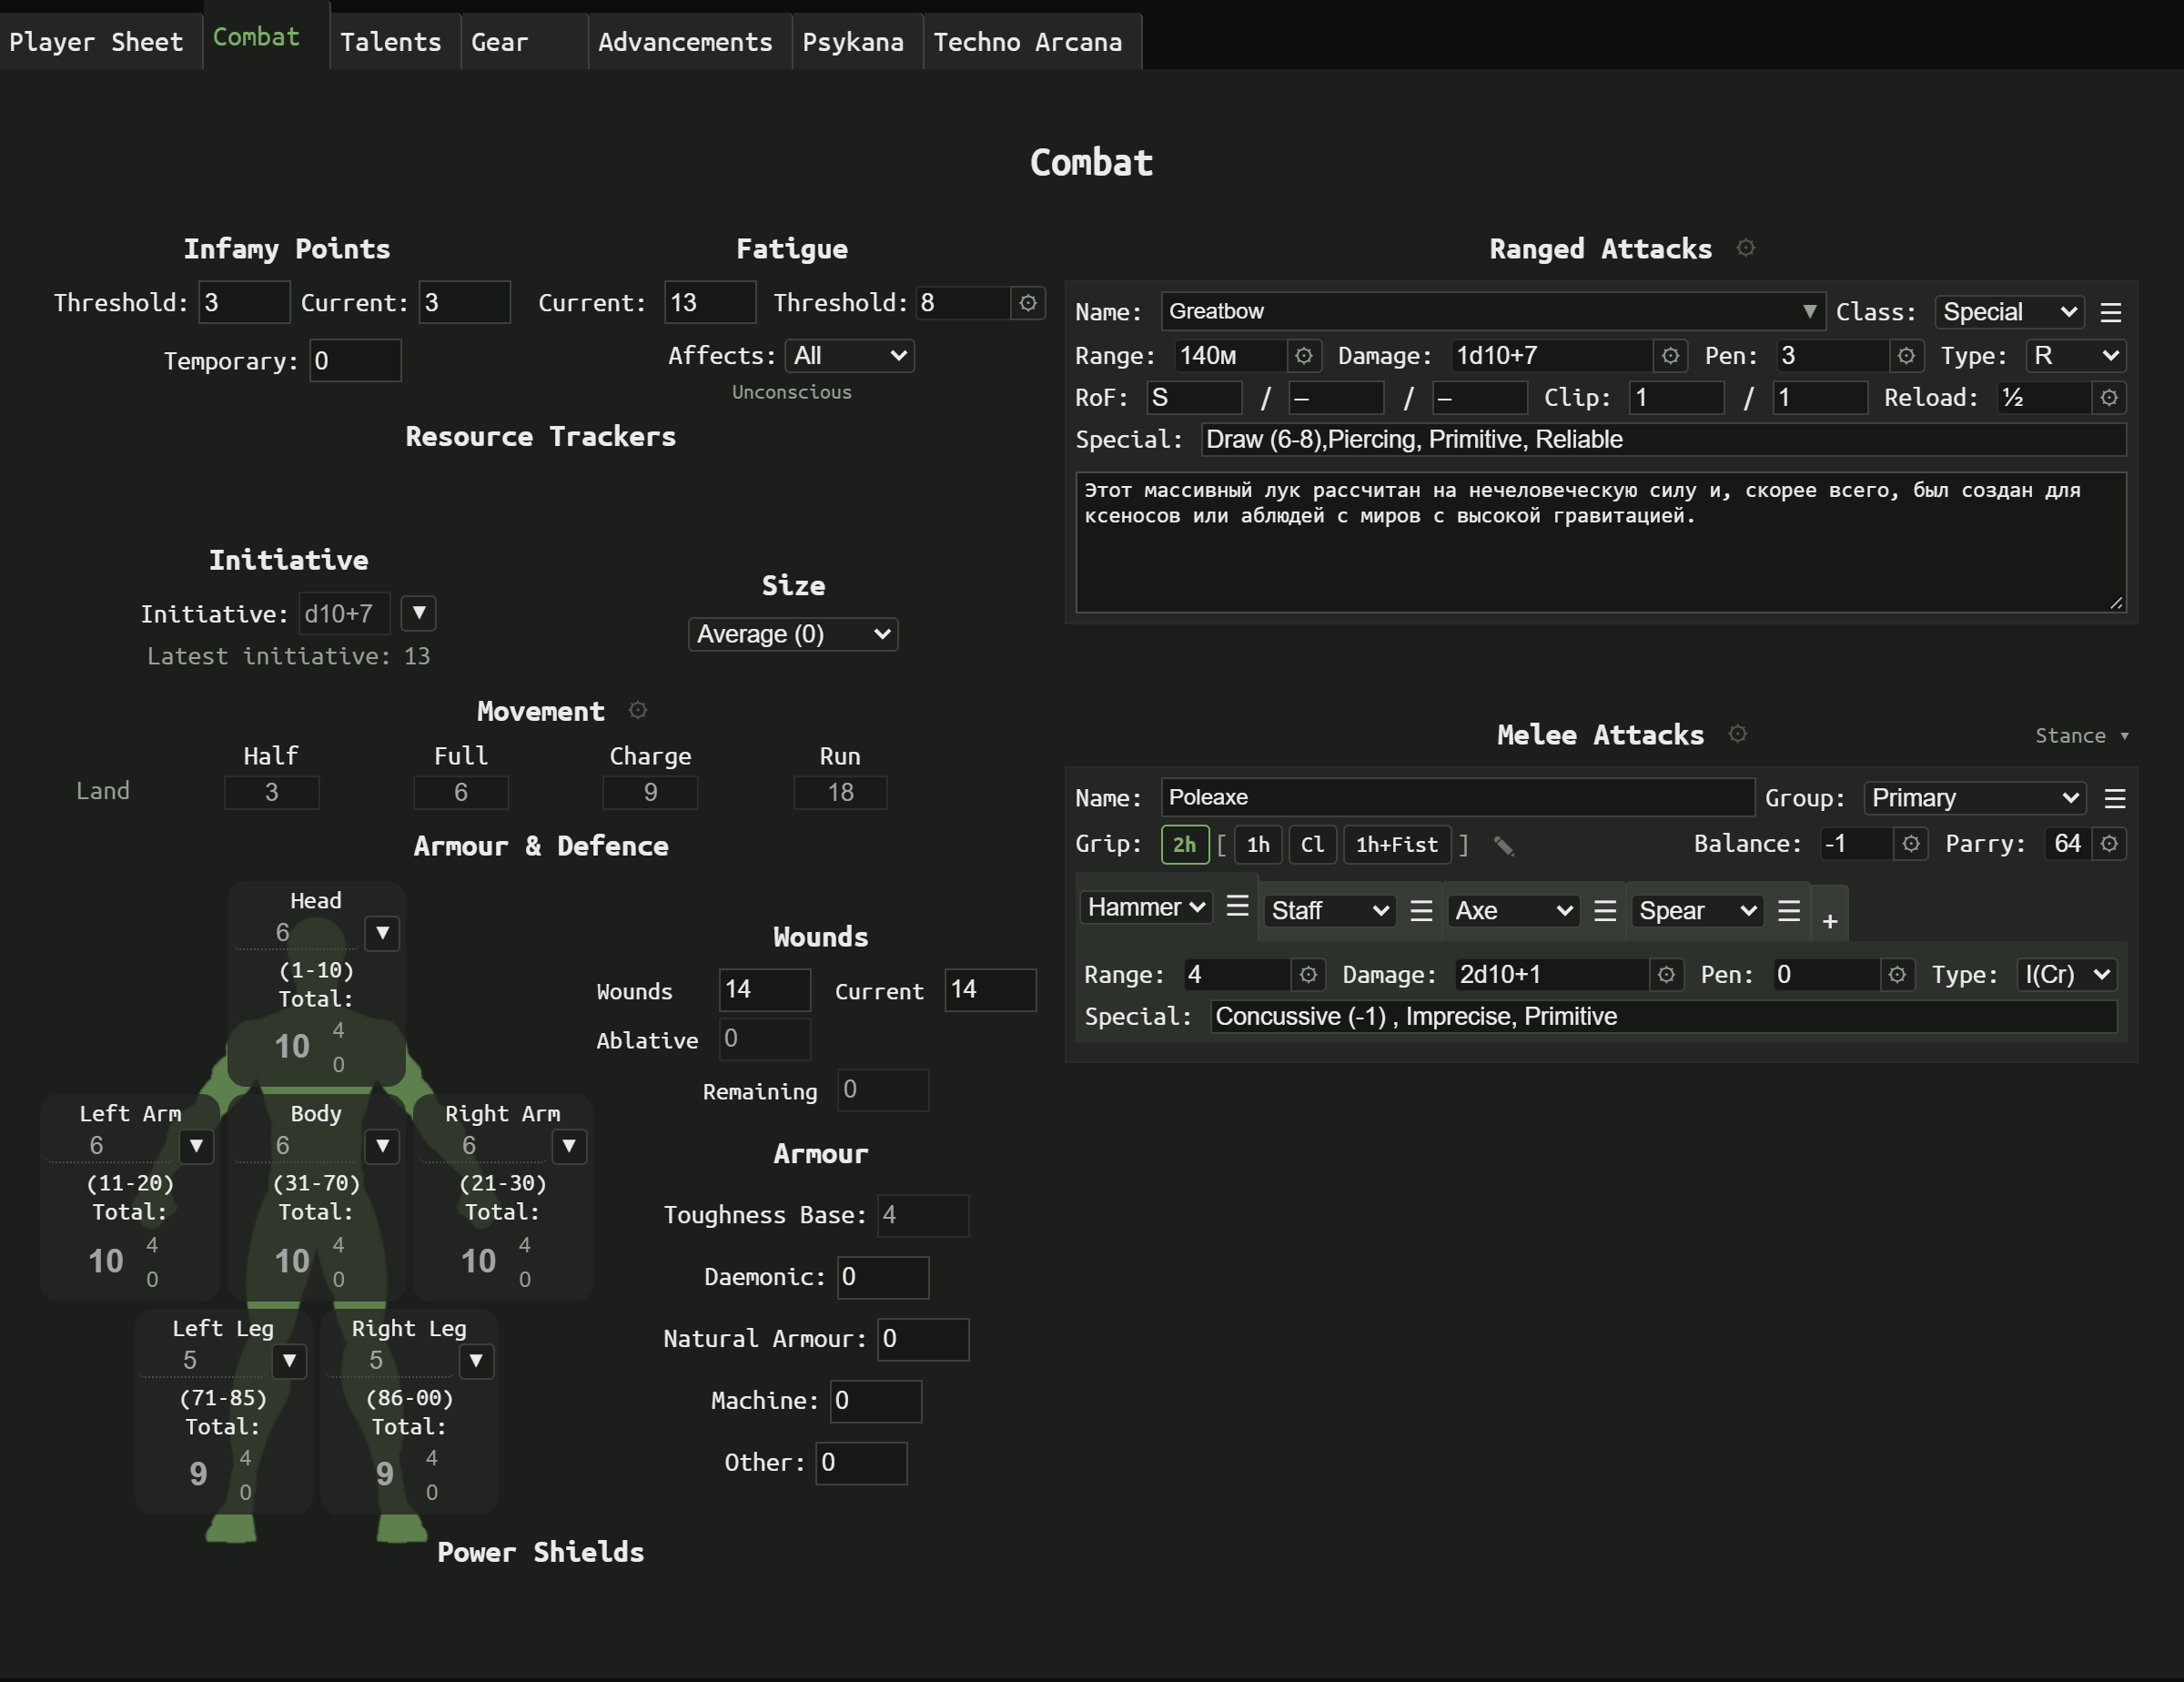 Player Sheet Combat Talents Gear Advancements Psykana Techno Arcana
Combat
Infamy Points
Threshold: 3 Current: 3
Temporary: 0
Fatigue
Current: 13 Threshold: 8
Affects: All
Unconscious
Resource Trackers
Initiative
Initiative: d10+7 ▼
Latest initiative: 13
Size
Average (0)
Movement
Half Full Charge Run
Land 3 6 9 18
Armour & Defence
Head
6 ▼
(1-10)
Total:
10 4
0
Left Arm
6 ▼
(11-20)
Total:
10 4
0
Body
6 ▼
(31-70)
Total:
10 4
0
Right Arm
6 ▼
(21-30)
Total:
10 4
0
Left Leg
5 ▼
(71-85)
Total:
9 4
0
Right Leg
5 ▼
(86-00)
Total:
9 4
0
Wounds
Wounds 14 Current 14
Ablative 0
Remaining 0
Armour
Toughness Base: 4
Daemonic: 0
Natural Armour: 0
Machine: 0
Other: 0
Power Shields
Ranged Attacks
Name: Greatbow ▼ Class: Special ☰
Range: 140м Damage: 1d10+7 Pen: 3 Type: R
RoF: S / – / – Clip: 1 / 1 Reload: ½
Special: Draw (6-8),Piercing, Primitive, Reliable
Этот массивный лук рассчитан на нечеловеческую силу и, скорее всего, был создан для
ксеносов или аблюдей с миров с высокой гравитацией.
Melee Attacks Stance ▾
Name: Poleaxe Group: Primary ☰
Grip: 2h [ 1h Cl 1h+Fist ] Balance: -1 Parry: 64
Hammer ☰ Staff ☰ Axe ☰ Spear ☰ +
Range: 4 Damage: 2d10+1 Pen: 0 Type: I(Cr)
Special: Concussive (-1) , Imprecise, Primitive